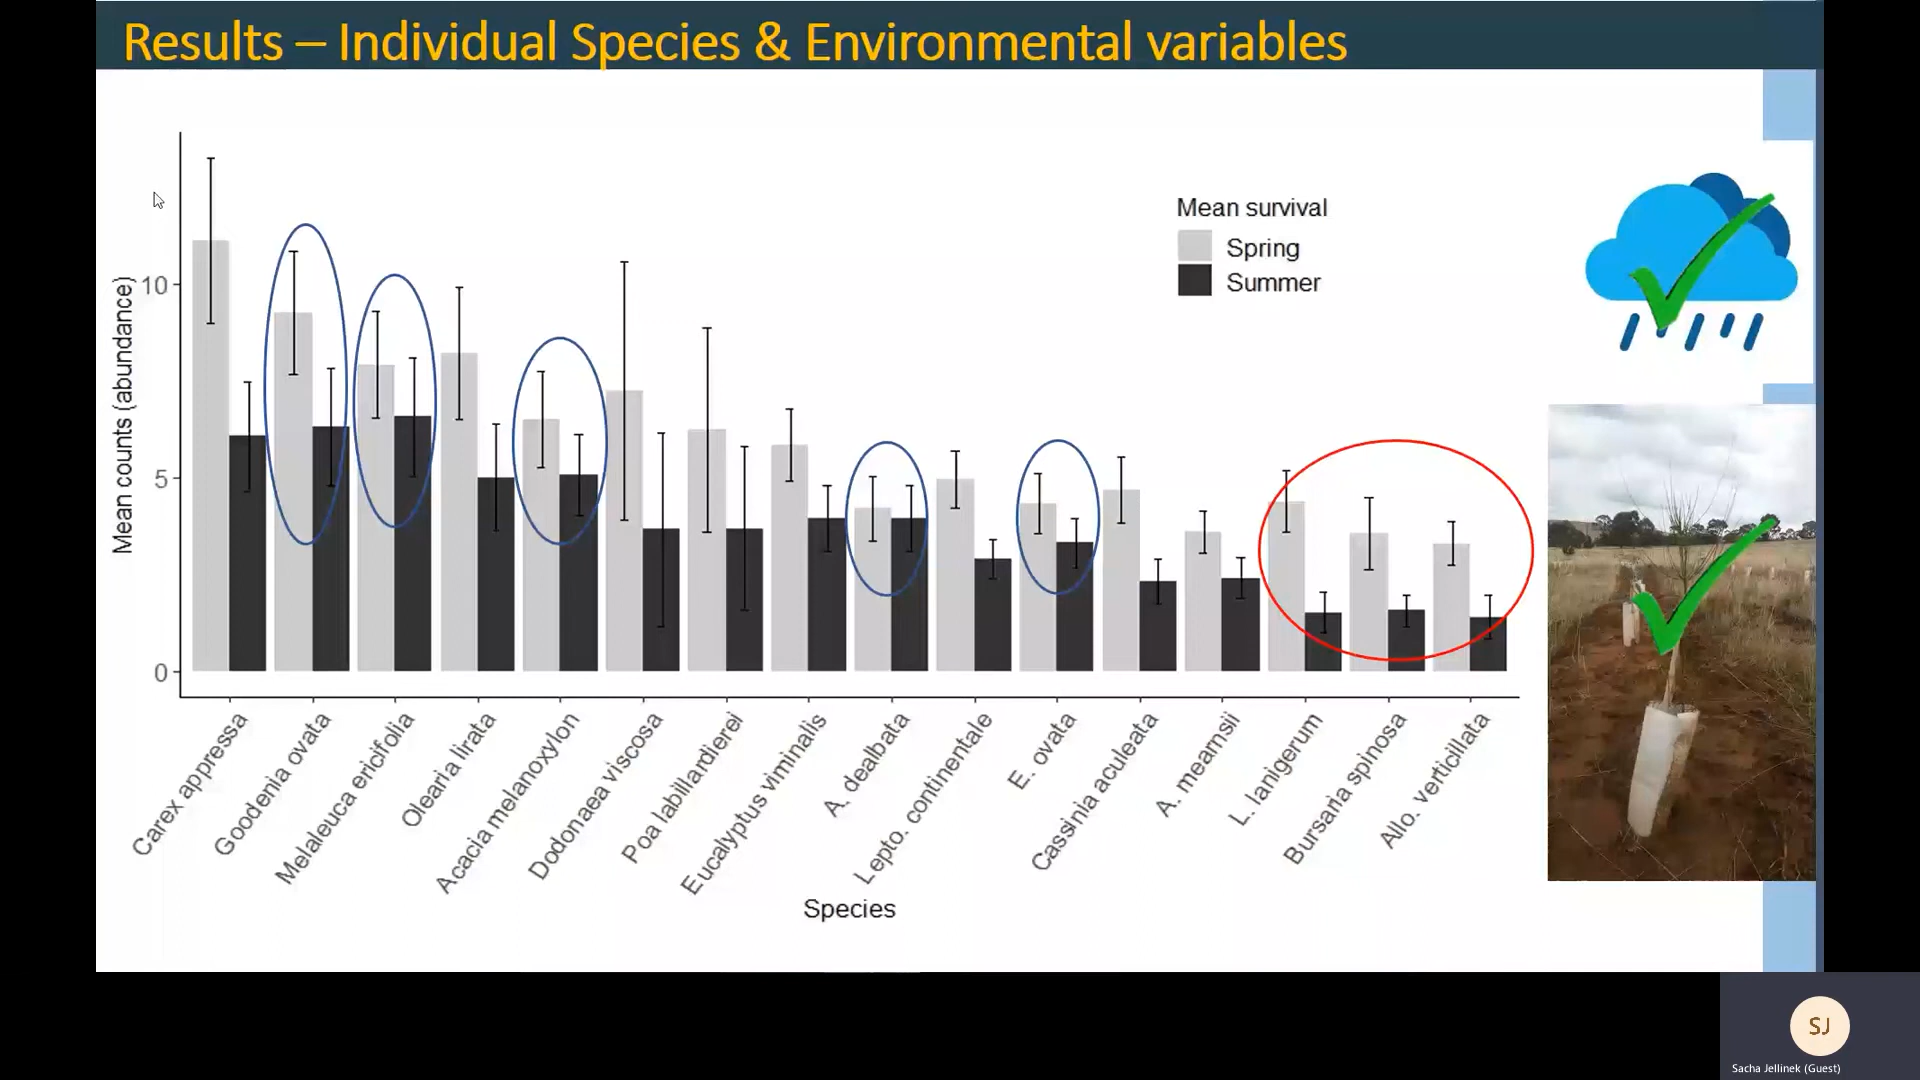 Results – Individual Species & Environmental variables
Mean survival
Spring
Summer
Mean counts (abundance)
10
5
0
Carex appressa
Goodenia ovata
Melaleuca ericifolia
Olearia lirata
Acacia melanoxylon
Dodonaea viscosa
Poa labillardierei
Eucalyptus viminalis
A. dealbata
Lepto. continentale
E. ovata
Cassinia aculeata
A. mearnsii
L. lanigerum
Bursaria spinosa
Allo. verticillata
Species
SJ
Sacha Jellinek (Guest)